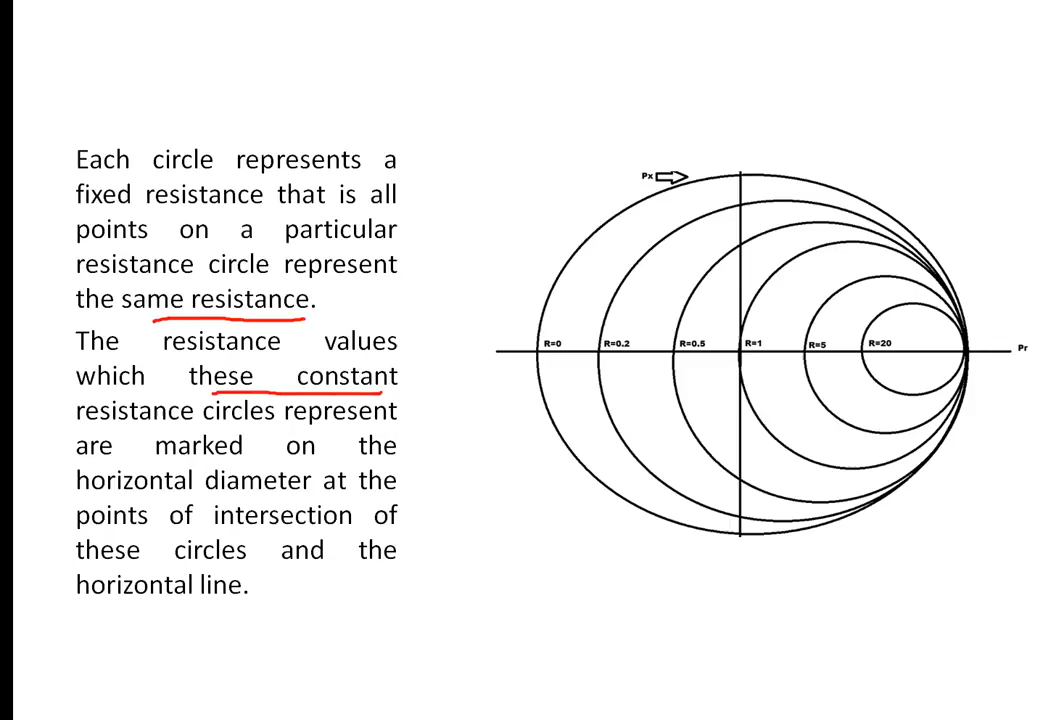 Each circle represents a
fixed resistance that is all
points on a particular
resistance circle represent
the same resistance.
The resistance values
which these constant
resistance circles represent
are marked on the
horizontal diameter at the
points of intersection of
these circles and the
horizontal line.
Px
R=0 R=0.2 R=0.5 R=1 R=5 R=20
Pr